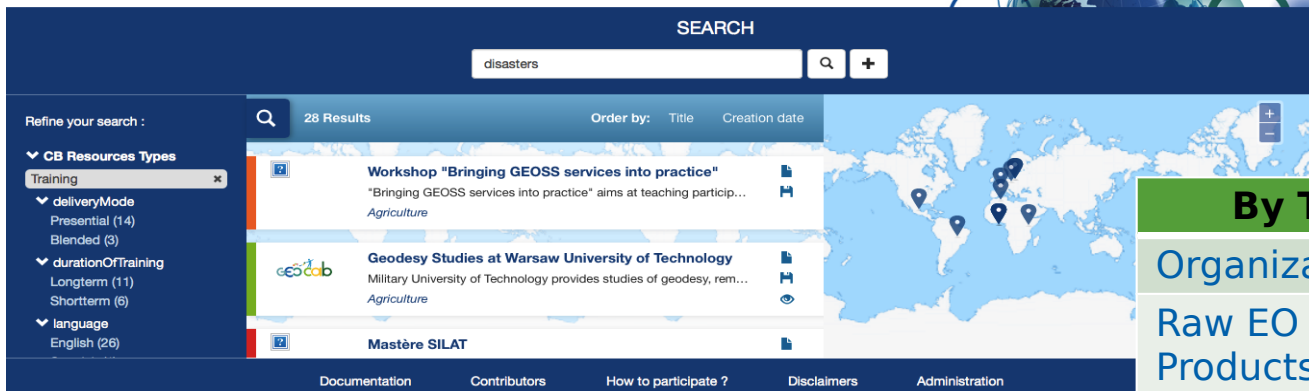 SEARCH
disasters
Refine your search :
CB Resources Types
Training
deliveryMode
Presential (14)
Blended (3)
durationOfTraining
Longterm (11)
Shortterm (6)
language
English (26)
28 Results
Order by: Title Creation date
Workshop "Bringing GEOSS services into practice"
"Bringing GEOSS services into practice" aims at teaching particip...
Agriculture
geocab
Geodesy Studies at Warsaw University of Technology
Military University of Technology provides studies of geodesy, rem...
Agriculture
Mastère SILAT
By T
Organiza
Raw EO
Products
Documentation Contributors How to participate ? Disclaimers Administration